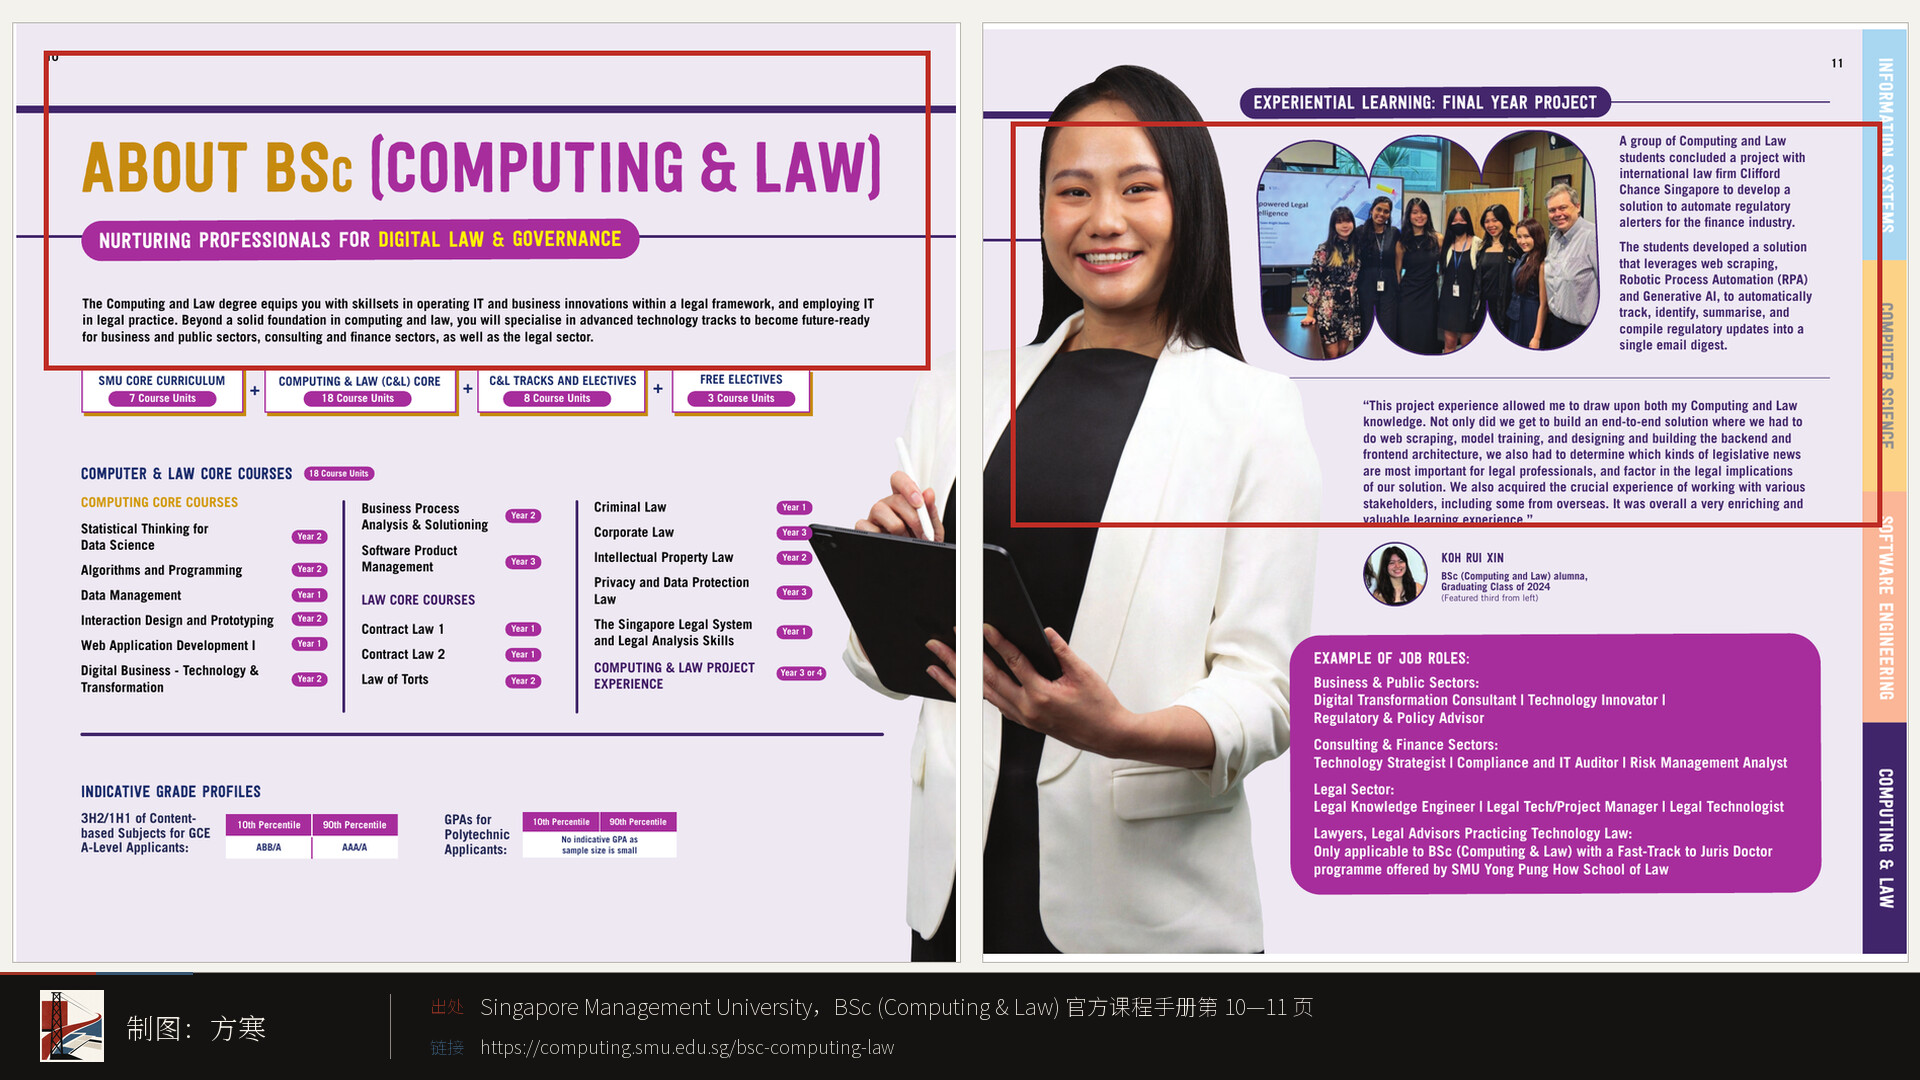 10
ABOUT BSc (COMPUTING & LAW)
NURTURING PROFESSIONALS FOR DIGITAL LAW & GOVERNANCE
The Computing and Law degree equips you with skillsets in operating IT and business innovations within a legal framework, and employing IT
in legal practice. Beyond a solid foundation in computing and law, you will specialise in advanced technology tracks to become future-ready
for business and public sectors, consulting and finance sectors, as well as the legal sector.
SMU CORE CURRICULUM
7 Course Units
+
COMPUTING & LAW (C&L) CORE
18 Course Units
+
C&L TRACKS AND ELECTIVES
8 Course Units
+
FREE ELECTIVES
3 Course Units
COMPUTER & LAW CORE COURSES 18 Course Units
COMPUTING CORE COURSES
Statistical Thinking for
Data Science Year 2
Algorithms and Programming Year 2
Data Management Year 1
Interaction Design and Prototyping Year 2
Web Application Development I Year 1
Digital Business - Technology &
Transformation Year 2
Business Process
Analysis & Solutioning Year 2
Software Product
Management Year 3
LAW CORE COURSES
Contract Law 1 Year 1
Contract Law 2 Year 1
Law of Torts Year 2
Criminal Law Year 1
Corporate Law Year 3
Intellectual Property Law Year 2
Privacy and Data Protection
Law Year 3
The Singapore Legal System
and Legal Analysis Skills Year 1
COMPUTING & LAW PROJECT
EXPERIENCE Year 3 or 4
INDICATIVE GRADE PROFILES
3H2/1H1 of Content-
based Subjects for GCE
A-Level Applicants:
10th Percentile 90th Percentile
ABB/A AAA/A
GPAs for
Polytechnic
Applicants:
10th Percentile 90th Percentile
No indicative GPA as
sample size is small
11
EXPERIENTIAL LEARNING: FINAL YEAR PROJECT
powered Legal
elligence
A group of Computing and Law
students concluded a project with
international law firm Clifford
Chance Singapore to develop a
solution to automate regulatory
alerters for the finance industry.
The students developed a solution
that leverages web scraping,
Robotic Process Automation (RPA)
and Generative AI, to automatically
track, identify, summarise, and
compile regulatory updates into a
single email digest.
“This project experience allowed me to draw upon both my Computing and Law
knowledge. Not only did we get to build an end-to-end solution where we had to
do web scraping, model training, and designing and building the backend and
frontend architecture, we also had to determine which kinds of legislative news
are most important for legal professionals, and factor in the legal implications
of our solution. We also acquired the crucial experience of working with various
stakeholders, including some from overseas. It was overall a very enriching and
valuable learning experience.”
KOH RUI XIN
BSc (Computing and Law) alumna,
Graduating Class of 2024
(Featured third from left)
EXAMPLE OF JOB ROLES:
Business & Public Sectors:
Digital Transformation Consultant | Technology Innovator |
Regulatory & Policy Advisor
Consulting & Finance Sectors:
Technology Strategist | Compliance and IT Auditor | Risk Management Analyst
Legal Sector:
Legal Knowledge Engineer | Legal Tech/Project Manager | Legal Technologist
Lawyers, Legal Advisors Practicing Technology Law:
Only applicable to BSc (Computing & Law) with a Fast-Track to Juris Doctor
programme offered by SMU Yong Pung How School of Law
INFORMATION SYSTEMS
COMPUTER SCIENCE
SOFTWARE ENGINEERING
COMPUTING & LAW
制图：方寒
出处 Singapore Management University，BSc (Computing & Law) 官方课程手册第 10—11 页
链接 https://computing.smu.edu.sg/bsc-computing-law